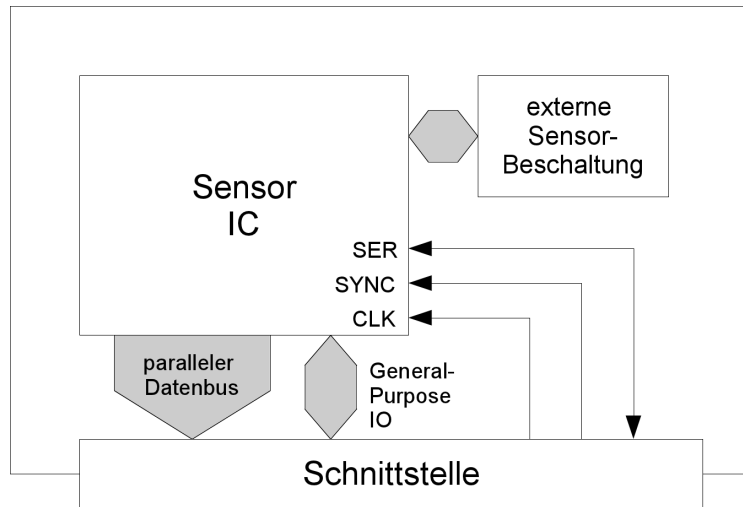 externe
Sensor-
Beschaltung
Sensor
IC
SER
SYNC
CLK
paralleler
Datenbus
General-
Purpose
IO
Schnittstelle